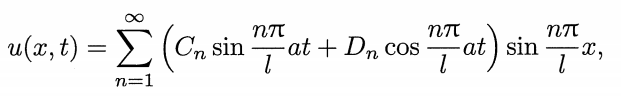 u(x, t) = \sum_{n=1}^{\infty} \left( C_n \sin \frac{n\pi}{l} at + D_n \cos \frac{n\pi}{l} at \right) \sin \frac{n\pi}{l} x,